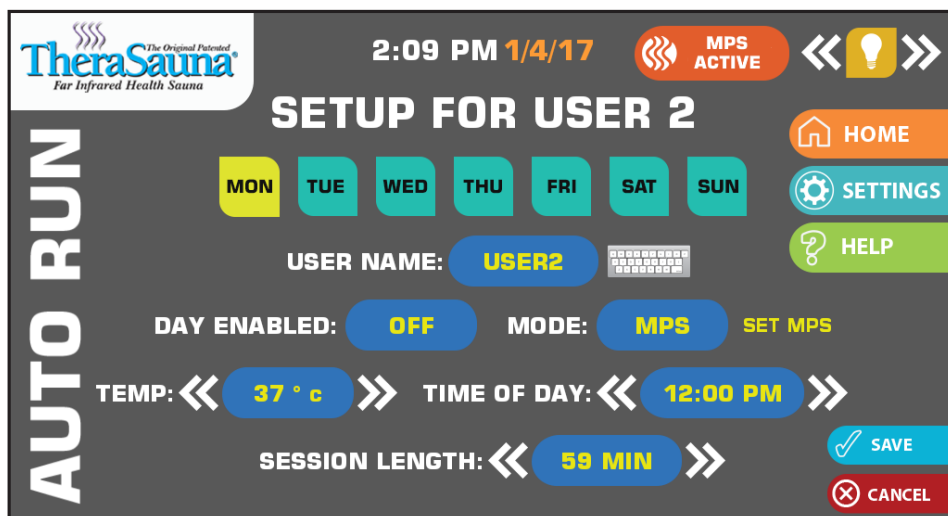 The Original Patented
TheraSauna®
Far Infrared Health Sauna
2:09 PM 1/4/17
MPS
ACTIVE
SETUP FOR USER 2
HOME
SETTINGS
HELP
AUTO RUN
MON TUE WED THU FRI SAT SUN
USER NAME: USER2
DAY ENABLED: OFF MODE: MPS SET MPS
TEMP: 37 ° c TIME OF DAY: 12:00 PM
SESSION LENGTH: 59 MIN
SAVE
CANCEL